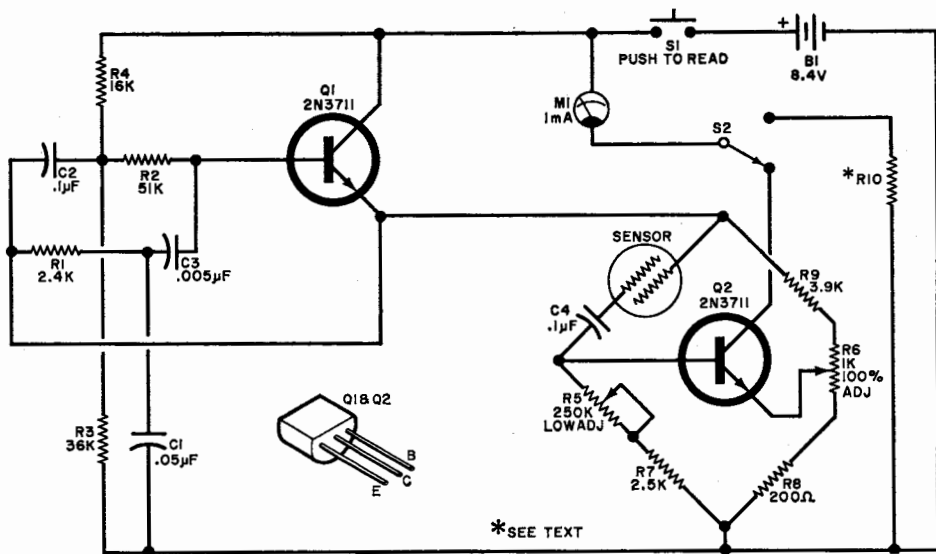 R4
16K
Q1
2N3711
S1
PUSH TO READ
+
B1
8.4V
M1
1mA
S2
*R10
C2
.1µF
R2
51K
R1
2.4K
C3
.005µF
SENSOR
R9
3.9K
C4
.1µF
Q2
2N3711
R6
1K
100%
ADJ
R5
250K
LOWADJ
R3
36K
C1
.05µF
Q1&Q2
B
C
E
R7
2.5K
R8
200Ω
*SEE TEXT